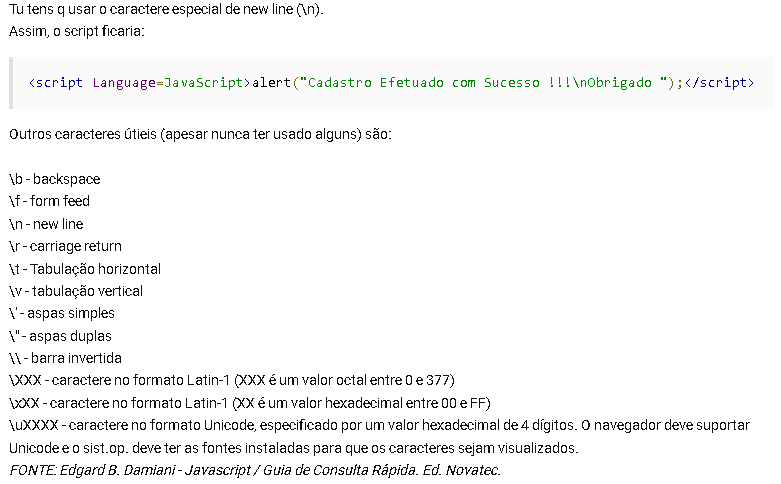 Tu tens q usar o caractere especial de new line (\n).
Assim, o script ficaria:
<script Language=JavaScript>alert("Cadastro Efetuado com Sucesso !!!\nObrigado ");</script>
Outros caracteres útieis (apesar nunca ter usado alguns) são:
\b - backspace
\f - form feed
\n - new line
\r - carriage return
\t - Tabulação horizontal
\v - tabulação vertical
\' - aspas simples
\" - aspas duplas
\\ - barra invertida
\XXX - caractere no formato Latin-1 (XXX é um valor octal entre 0 e 377)
\xXX - caractere no formato Latin-1 (XX é um valor hexadecimal entre 00 e FF)
\uXXXX - caractere no formato Unicode, especificado por um valor hexadecimal de 4 dígitos. O navegador deve suportar
Unicode e o sist.op. deve ter as fontes instaladas para que os caracteres sejam visualizados.
FONTE: Edgard B. Damiani - Javascript / Guia de Consulta Rápida. Ed. Novatec.